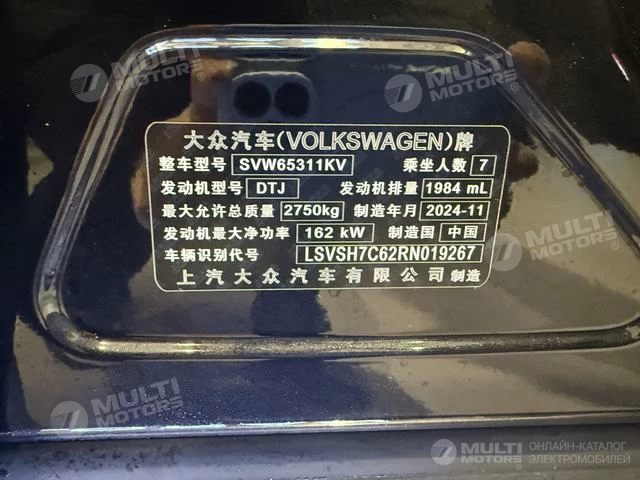 MULTI MOTORS
MULTI MOTORS
大众汽车(VOLKSWAGEN)牌
整车型号 SVW65311KV 乘坐人数 7
发动机型号 DTJ 发动机排量 1984 mL
最大允许总质量 2750kg 制造年月 2024-11
发动机最大净功率 162 kW 制造国 中国
车辆识别代号 LSVSH7C62RN019267
上汽大众汽车有限公司 制造
MULTI MOTORS
MULTI MOTORS
MULTI MOTORS
ОНЛАЙН-КАТАЛОГ
ЭЛЕКТРОМОБИЛЕЙ